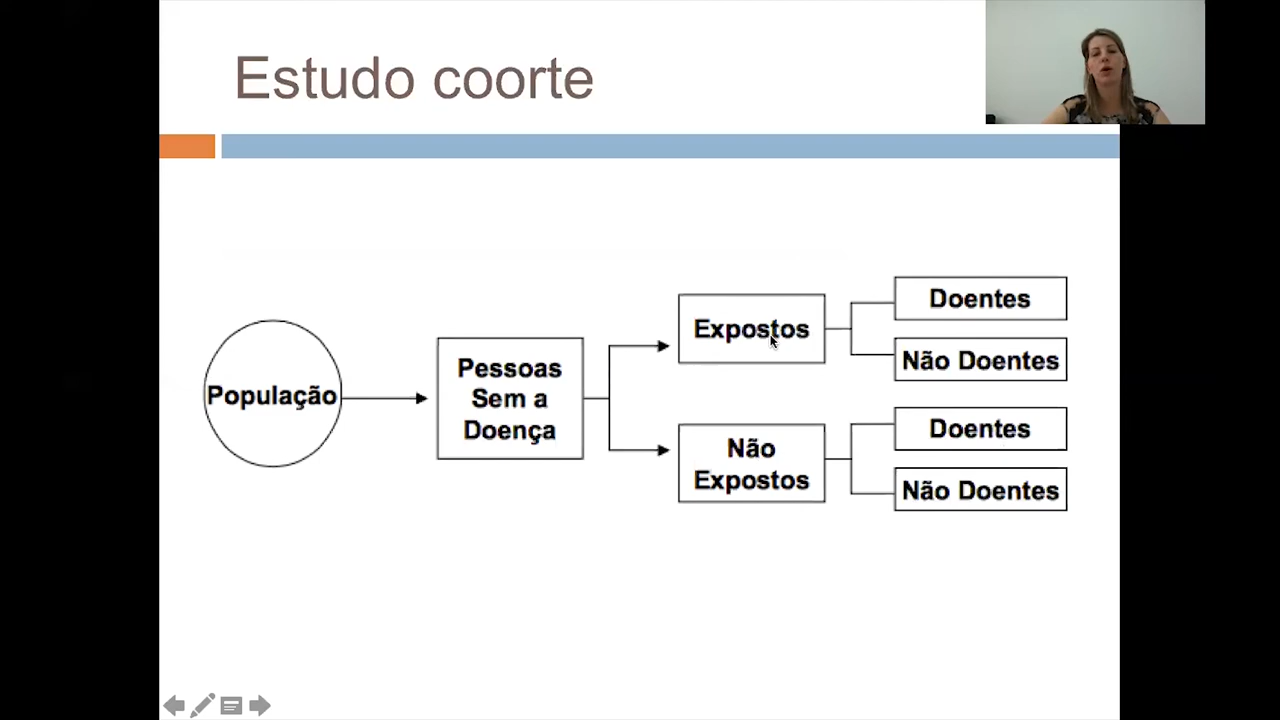 Estudo coorte
População
Pessoas
Sem a
Doença
Expostos
Doentes
Não Doentes
Não
Expostos
Doentes
Não Doentes